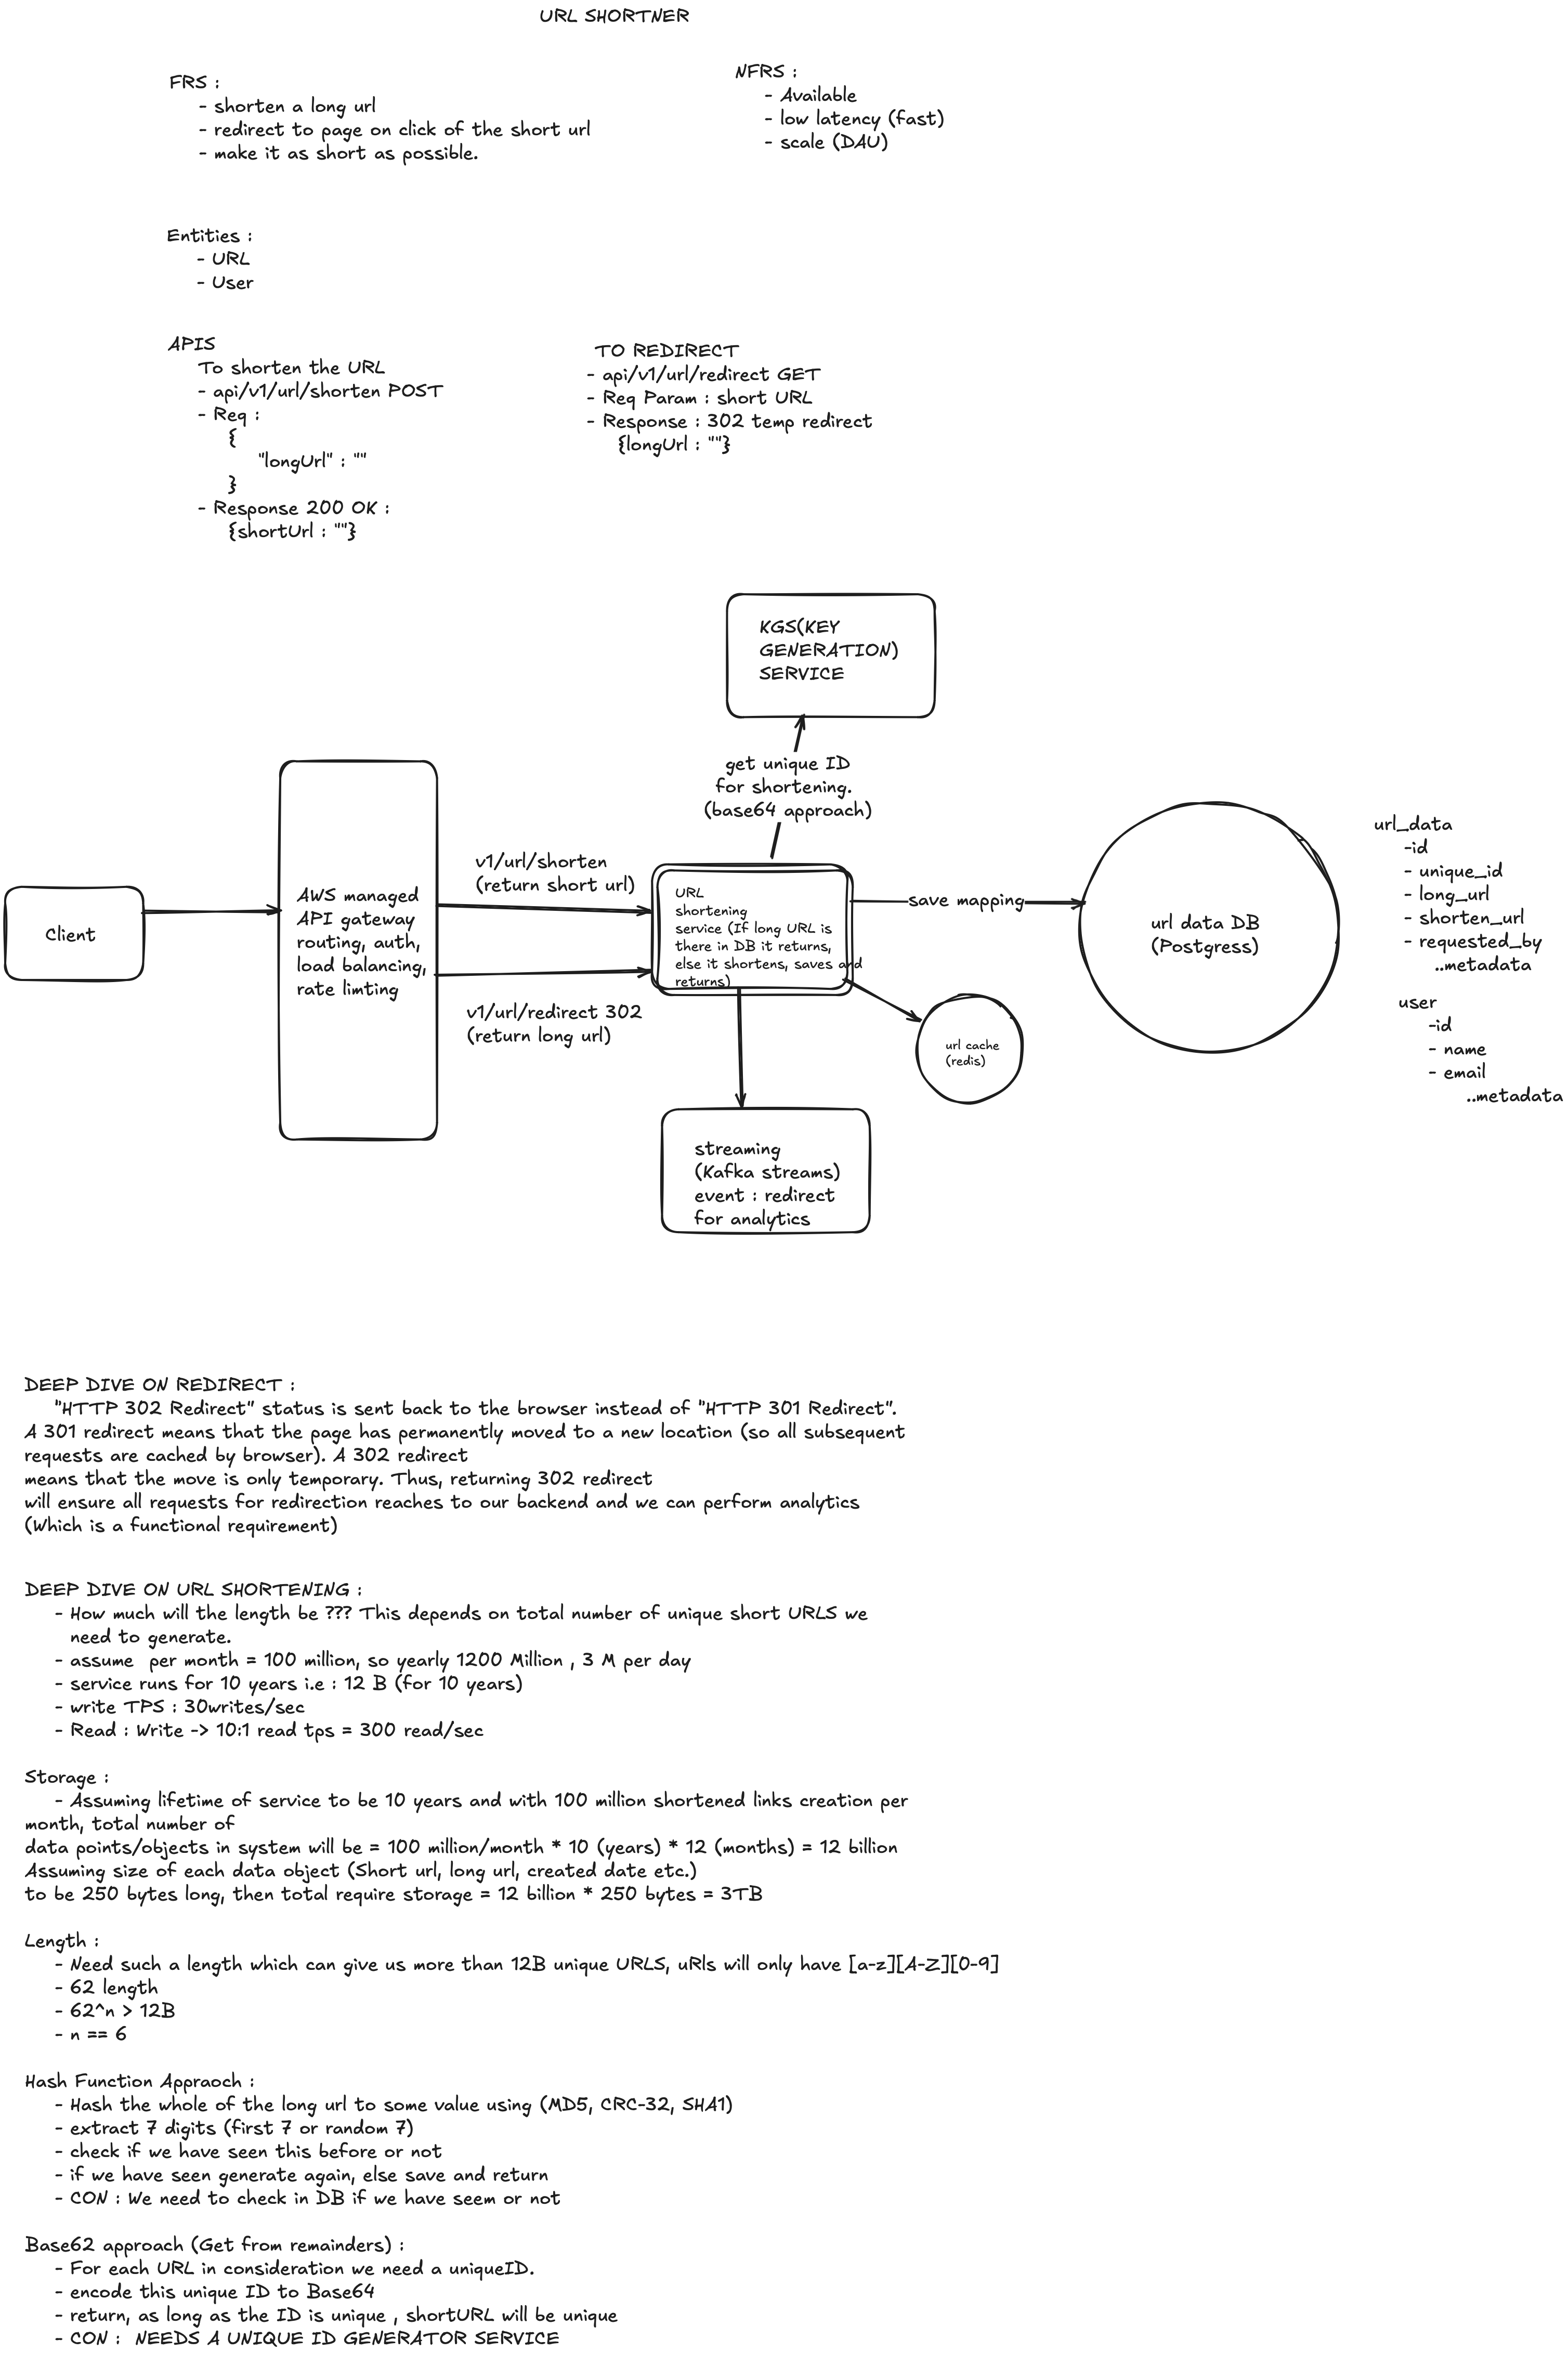 URL SHORTNER
FRS :
- shorten a long url
- redirect to page on click of the short url
- make it as short as possible.
NFRS :
- Available
- low latency (fast)
- scale (DAU)
Entities :
- URL
- User
APIS
To shorten the URL
- api/v1/url/shorten POST
- Req :
{
"longUrl" : ""
}
- Response 200 OK :
{shortUrl : ""}
TO REDIRECT
- api/v1/url/redirect GET
- Req Param : short URL
- Response : 302 temp redirect
{longUrl : ""}
KGS(KEY
GENERATION)
SERVICE
get unique ID
for shortening.
(base64 approach)
Client
AWS managed
API gateway
routing, auth,
load balancing,
rate limting
v1/url/shorten
(return short url)
v1/url/redirect 302
(return long url)
URL
shortening
service (If long URL is
there in DB it returns,
else it shortens, saves and
returns)
save mapping
url data DB
(Postgress)
url_data
-id
- unique_id
- long_url
- shorten_url
- requested_by
..metadata
user
-id
- name
- email
..metadata
url cache
(redis)
streaming
(Kafka streams)
event : redirect
for analytics
DEEP DIVE ON REDIRECT :
"HTTP 302 Redirect" status is sent back to the browser instead of "HTTP 301 Redirect".
A 301 redirect means that the page has permanently moved to a new location (so all subsequent
requests are cached by browser). A 302 redirect
means that the move is only temporary. Thus, returning 302 redirect
will ensure all requests for redirection reaches to our backend and we can perform analytics
(Which is a functional requirement)
DEEP DIVE ON URL SHORTENING :
- How much will the length be ??? This depends on total number of unique short URLS we
need to generate.
- assume per month = 100 million, so yearly 1200 Million , 3 M per day
- service runs for 10 years i.e : 12 B (for 10 years)
- write TPS : 30writes/sec
- Read : Write -> 10:1 read tps = 300 read/sec
Storage :
- Assuming lifetime of service to be 10 years and with 100 million shortened links creation per
month, total number of
data points/objects in system will be = 100 million/month * 10 (years) * 12 (months) = 12 billion
Assuming size of each data object (Short url, long url, created date etc.)
to be 250 bytes long, then total require storage = 12 billion * 250 bytes = 3TB
Length :
- Need such a length which can give us more than 12B unique URLS, uRls will only have [a-z][A-Z][0-9]
- 62 length
- 62^n > 12B
- n == 6
Hash Function Appraoch :
- Hash the whole of the long url to some value using (MD5, CRC-32, SHA1)
- extract 7 digits (first 7 or random 7)
- check if we have seen this before or not
- if we have seen generate again, else save and return
- CON : We need to check in DB if we have seem or not
Base62 approach (Get from remainders) :
- For each URL in consideration we need a uniqueID.
- encode this unique ID to Base64
- return, as long as the ID is unique , shortURL will be unique
- CON : NEEDS A UNIQUE ID GENERATOR SERVICE